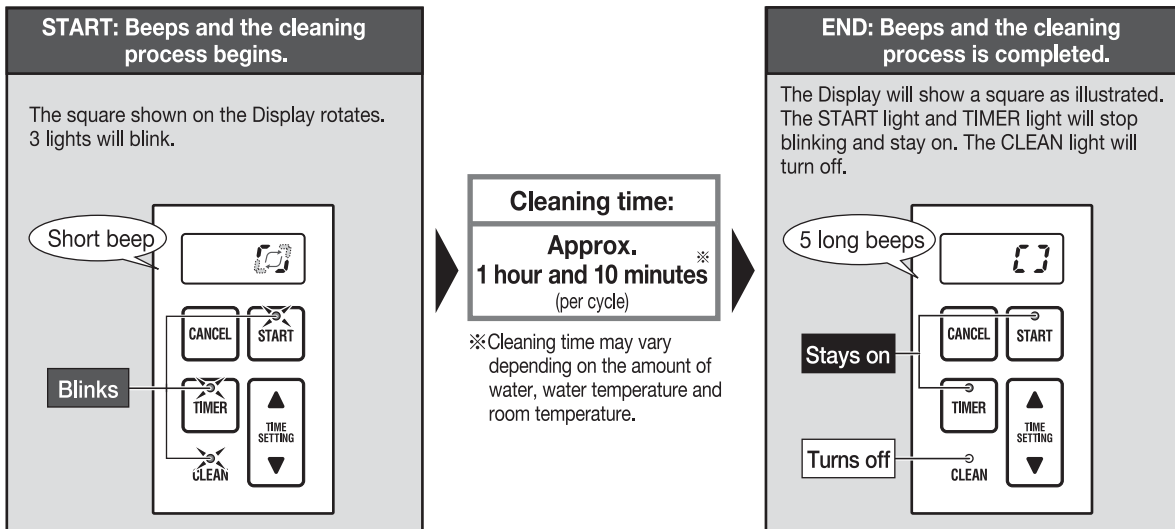 START: Beeps and the cleaning
process begins.
The square shown on the Display rotates.
3 lights will blink.
Short beep
CANCEL
START
Blinks
TIMER
TIME
SETTING
CLEAN
Cleaning time:
Approx.
1 hour and 10 minutes※
(per cycle)
※Cleaning time may vary
depending on the amount of
water, water temperature and
room temperature.
END: Beeps and the cleaning
process is completed.
The Display will show a square as illustrated.
The START light and TIMER light will stop
blinking and stay on. The CLEAN light will
turn off.
5 long beeps
CANCEL
START
Stays on
TIMER
TIME
SETTING
Turns off
CLEAN